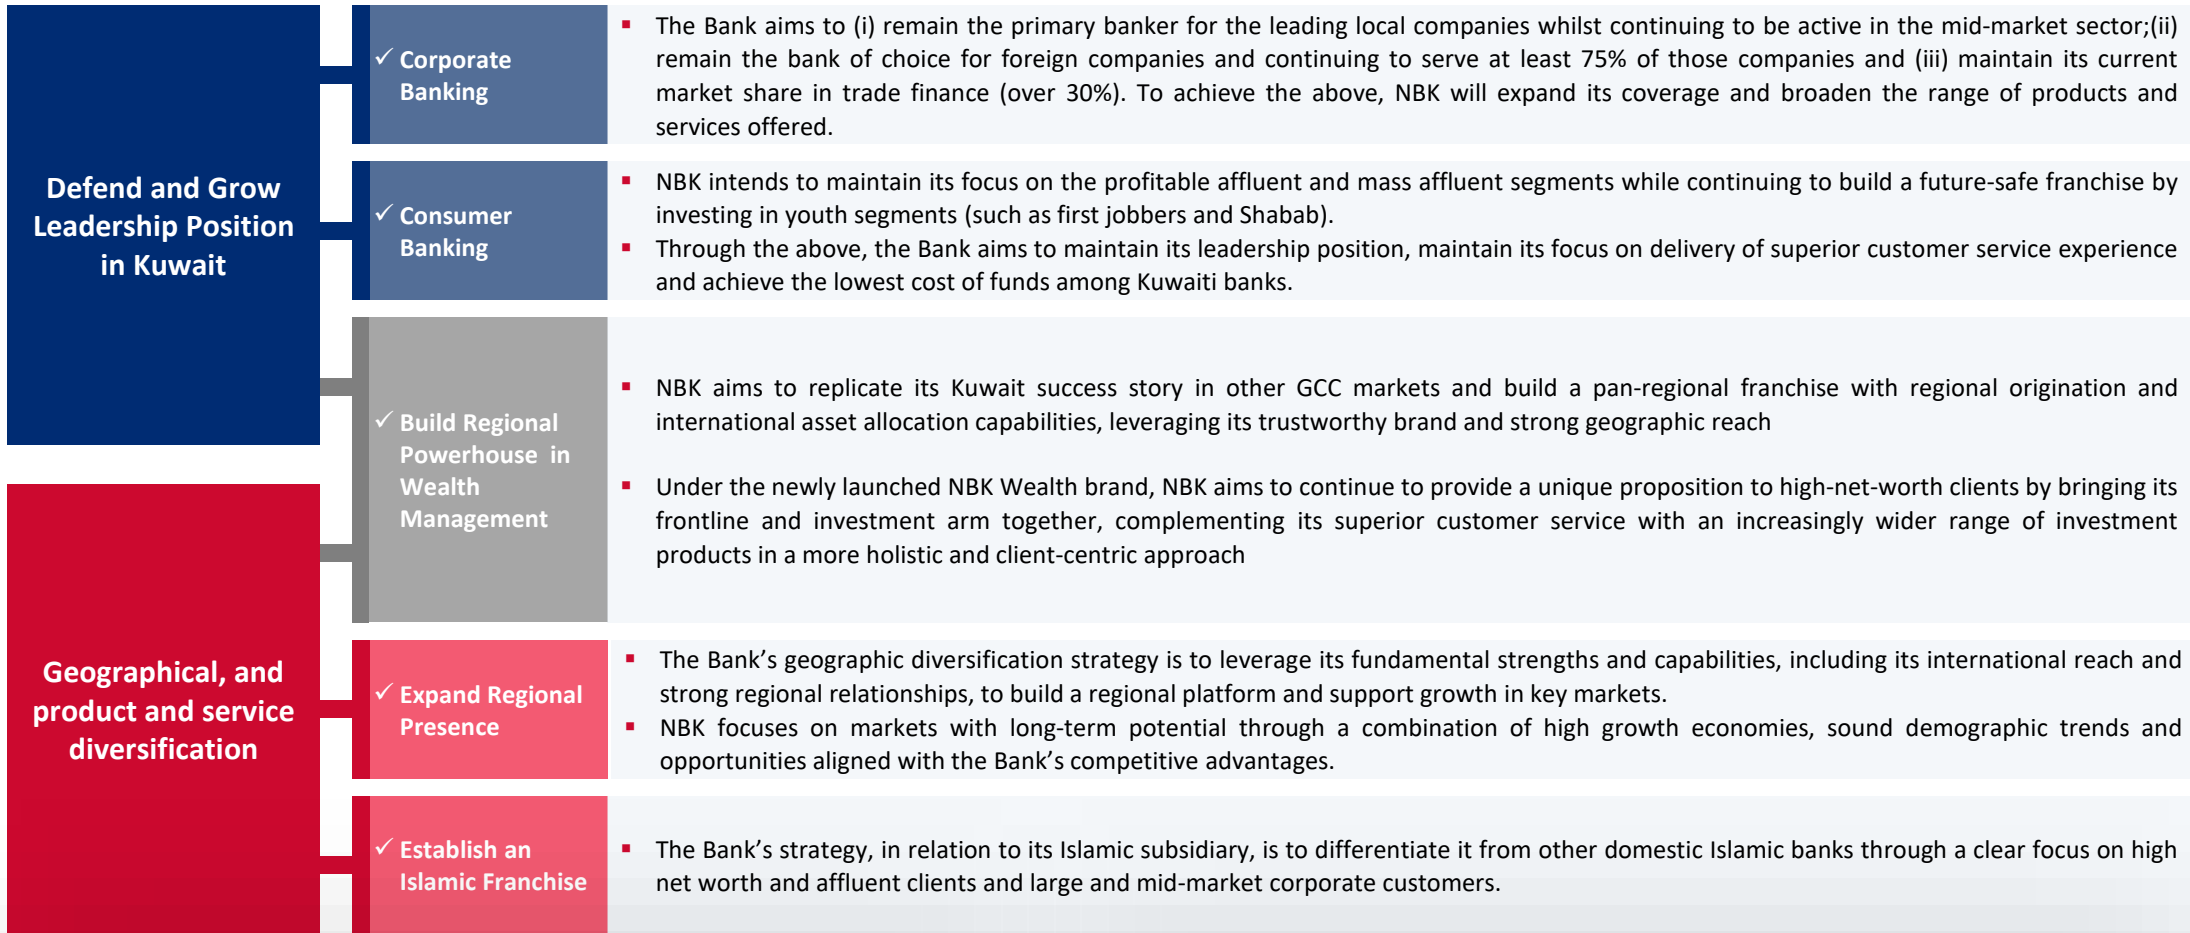 Defend and Grow
Leadership Position
in Kuwait
✓ Corporate
Banking
▪ The Bank aims to (i) remain the primary banker for the leading local companies whilst continuing to be active in the mid-market sector;(ii)
remain the bank of choice for foreign companies and continuing to serve at least 75% of those companies and (iii) maintain its current
market share in trade finance (over 30%). To achieve the above, NBK will expand its coverage and broaden the range of products and
services offered.
✓ Consumer
Banking
▪ NBK intends to maintain its focus on the profitable affluent and mass affluent segments while continuing to build a future-safe franchise by
investing in youth segments (such as first jobbers and Shabab).
▪ Through the above, the Bank aims to maintain its leadership position, maintain its focus on delivery of superior customer service experience
and achieve the lowest cost of funds among Kuwaiti banks.
✓ Build Regional
Powerhouse in
Wealth
Management
▪ NBK aims to replicate its Kuwait success story in other GCC markets and build a pan-regional franchise with regional origination and
international asset allocation capabilities, leveraging its trustworthy brand and strong geographic reach
▪ Under the newly launched NBK Wealth brand, NBK aims to continue to provide a unique proposition to high-net-worth clients by bringing its
frontline and investment arm together, complementing its superior customer service with an increasingly wider range of investment
products in a more holistic and client-centric approach
Geographical, and
product and service
diversification
✓ Expand Regional
Presence
▪ The Bank’s geographic diversification strategy is to leverage its fundamental strengths and capabilities, including its international reach and
strong regional relationships, to build a regional platform and support growth in key markets.
▪ NBK focuses on markets with long-term potential through a combination of high growth economies, sound demographic trends and
opportunities aligned with the Bank’s competitive advantages.
✓ Establish an
Islamic Franchise
▪ The Bank’s strategy, in relation to its Islamic subsidiary, is to differentiate it from other domestic Islamic banks through a clear focus on high
net worth and affluent clients and large and mid-market corporate customers.